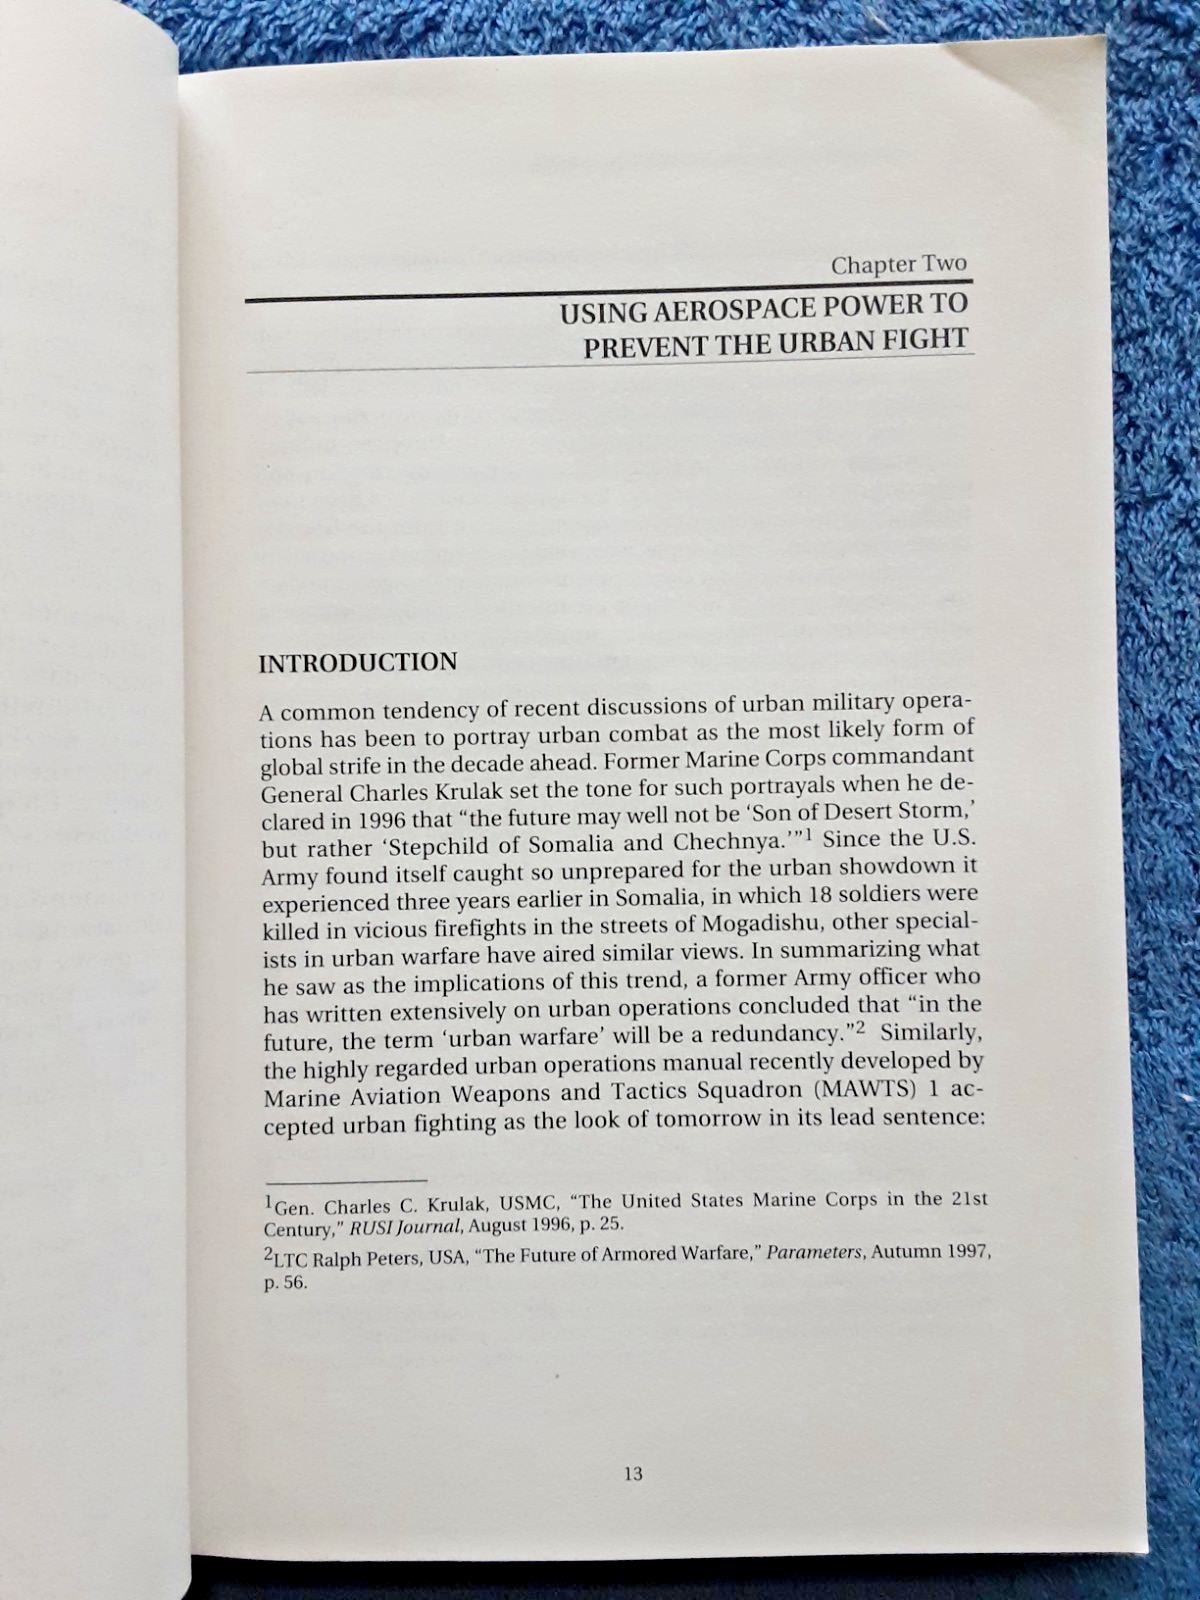 Chapter Two
USING AEROSPACE POWER TO
PREVENT THE URBAN FIGHT
INTRODUCTION
A common tendency of recent discussions of urban military opera-
tions has been to portray urban combat as the most likely form of
global strife in the decade ahead. Former Marine Corps commandant
General Charles Krulak set the tone for such portrayals when he de-
clared in 1996 that “the future may well not be ‘Son of Desert Storm,’
but rather ‘Stepchild of Somalia and Chechnya.’”1 Since the U.S.
Army found itself caught so unprepared for the urban showdown it
experienced three years earlier in Somalia, in which 18 soldiers were
killed in vicious firefights in the streets of Mogadishu, other special-
ists in urban warfare have aired similar views. In summarizing what
he saw as the implications of this trend, a former Army officer who
has written extensively on urban operations concluded that “in the
future, the term ‘urban warfare’ will be a redundancy.”2 Similarly,
the highly regarded urban operations manual recently developed by
Marine Aviation Weapons and Tactics Squadron (MAWTS) 1 ac-
cepted urban fighting as the look of tomorrow in its lead sentence:
1Gen. Charles C. Krulak, USMC, “The United States Marine Corps in the 21st
Century,” RUSI Journal, August 1996, p. 25.
2LTC Ralph Peters, USA, “The Future of Armored Warfare,” Parameters, Autumn 1997,
p. 56.
13